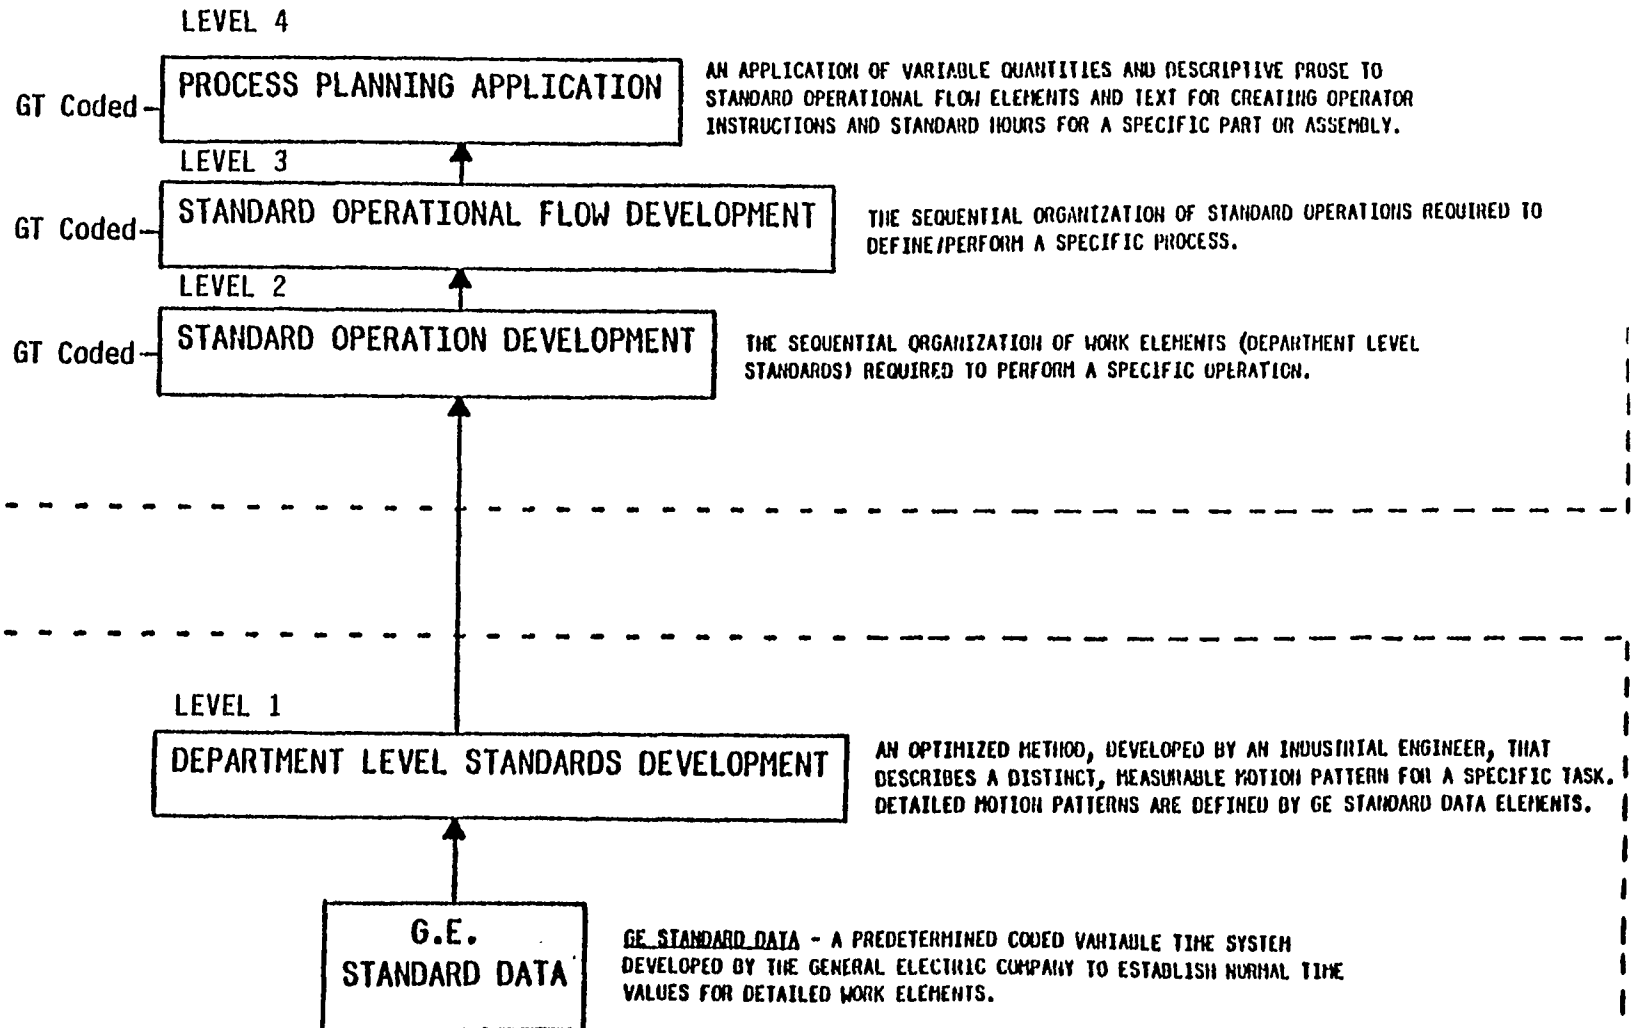 LEVEL 4
PROCESS PLANNING APPLICATION
GT Coded
AN APPLICATION OF VARIABLE QUANTITIES AND DESCRIPTIVE PROSE TO
STANDARD OPERATIONAL FLOW ELEMENTS AND TEXT FOR CREATING OPERATOR
INSTRUCTIONS AND STANDARD HOURS FOR A SPECIFIC PART OR ASSEMBLY.
LEVEL 3
STANDARD OPERATIONAL FLOW DEVELOPMENT
GT Coded
THE SEQUENTIAL ORGANIZATION OF STANDARD OPERATIONS REQUIRED TO
DEFINE/PERFORM A SPECIFIC PROCESS.
LEVEL 2
STANDARD OPERATION DEVELOPMENT
GT Coded
THE SEQUENTIAL ORGANIZATION OF WORK ELEMENTS (DEPARTMENT LEVEL
STANDARDS) REQUIRED TO PERFORM A SPECIFIC OPERATION.
LEVEL 1
DEPARTMENT LEVEL STANDARDS DEVELOPMENT
AN OPTIMIZED METHOD, DEVELOPED BY AN INDUSTRIAL ENGINEER, THAT
DESCRIBES A DISTINCT, MEASURABLE MOTION PATTERN FOR A SPECIFIC TASK.
DETAILED MOTION PATTERNS ARE DEFINED BY GE STANDARD DATA ELEMENTS.
G.E.
STANDARD DATA
GE STANDARD DATA - A PREDETERMINED CODED VARIABLE TIME SYSTEM
DEVELOPED BY THE GENERAL ELECTRIC COMPANY TO ESTABLISH NORMAL TIME
VALUES FOR DETAILED WORK ELEMENTS.